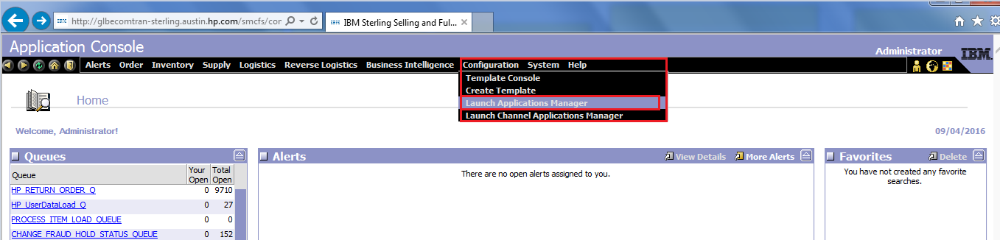 http://glbecomtran-sterling.austin.hp.com/smcfs/cor
IBM Sterling Selling and Ful...
Application Console
Administrator
IBM
Alerts Order Inventory Supply Logistics Reverse Logistics Business Intelligence Configuration System Help
Template Console
Create Template
Launch Applications Manager
Launch Channel Applications Manager
Home
Welcome, Administrator!
09/04/2016
Queues
Queue Your Open Total Open
HP_RETURN_ORDER_Q 0 9710
HP_UserDataLoad_Q 0 27
PROCESS_ITEM_LOAD_QUEUE 0 0
CHANGE_FRAUD_HOLD_STATUS_QUEUE 0 152
Alerts View Details More Alerts
There are no open alerts assigned to you.
Favorites Delete
You have not created any favorite
searches.